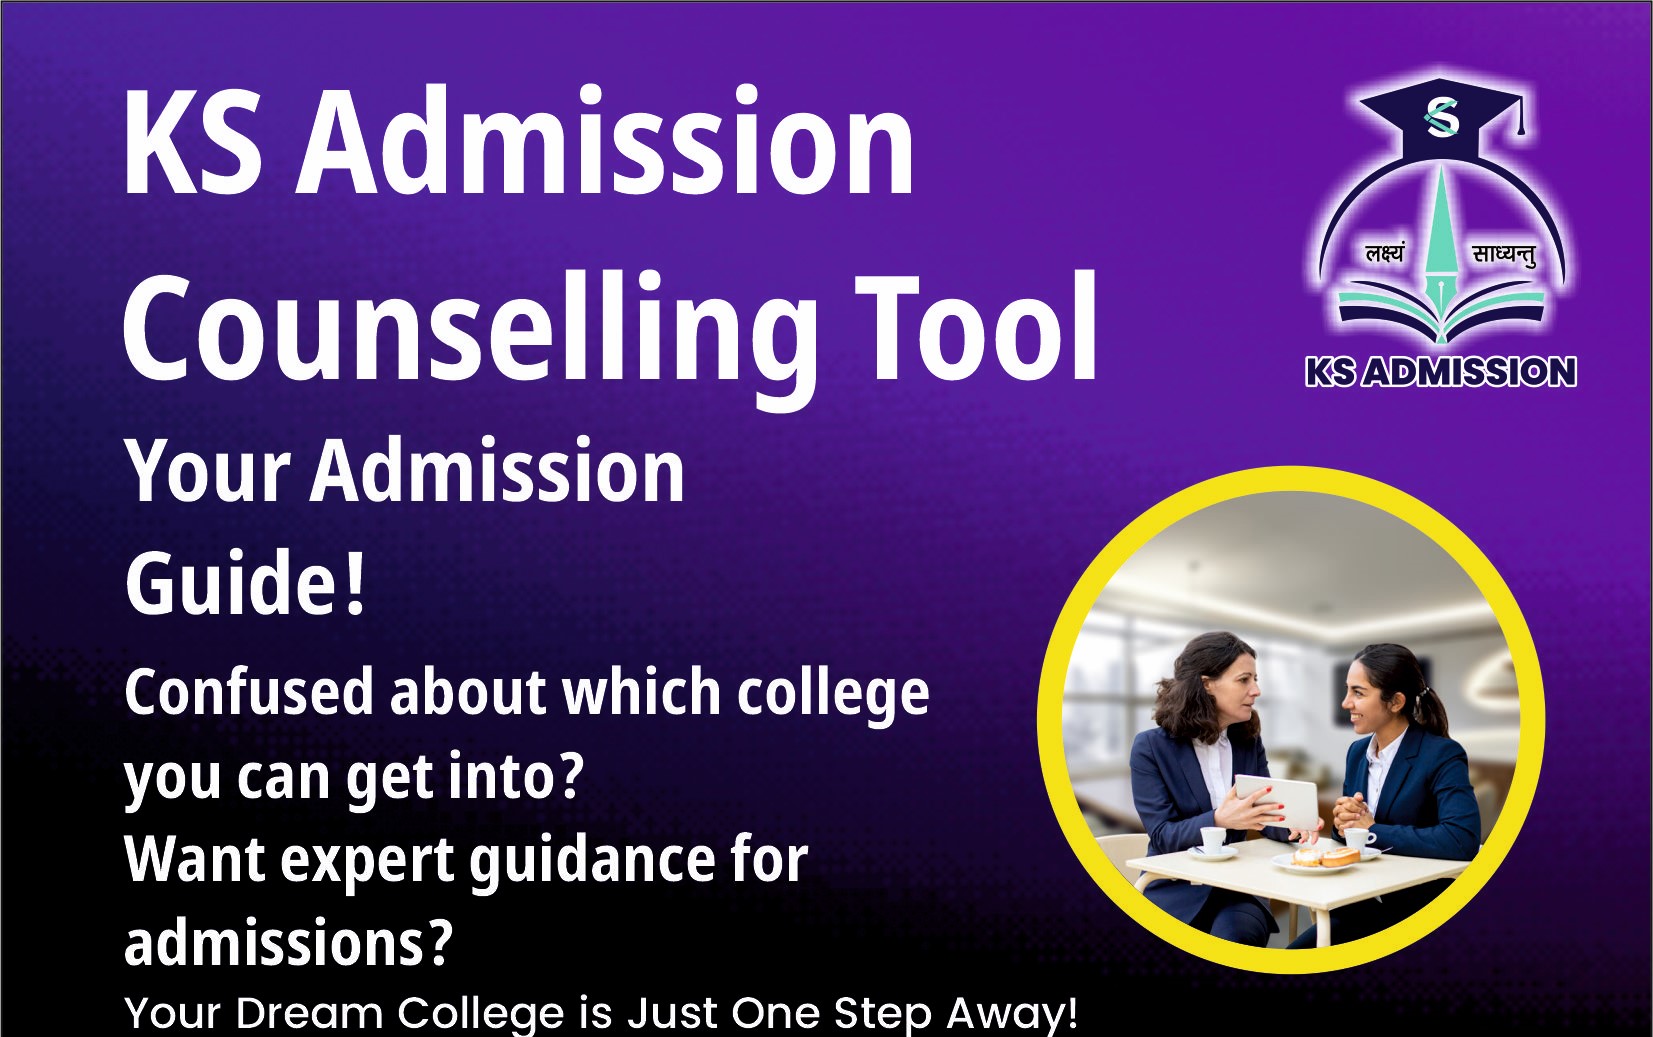 KS Admission
Counselling Tool
S
लक्ष्यं साध्यन्तु
KS ADMISSION
Your Admission
Guide!
Confused about which college
you can get into?
Want expert guidance for
admissions?
Your Dream College is Just One Step Away!